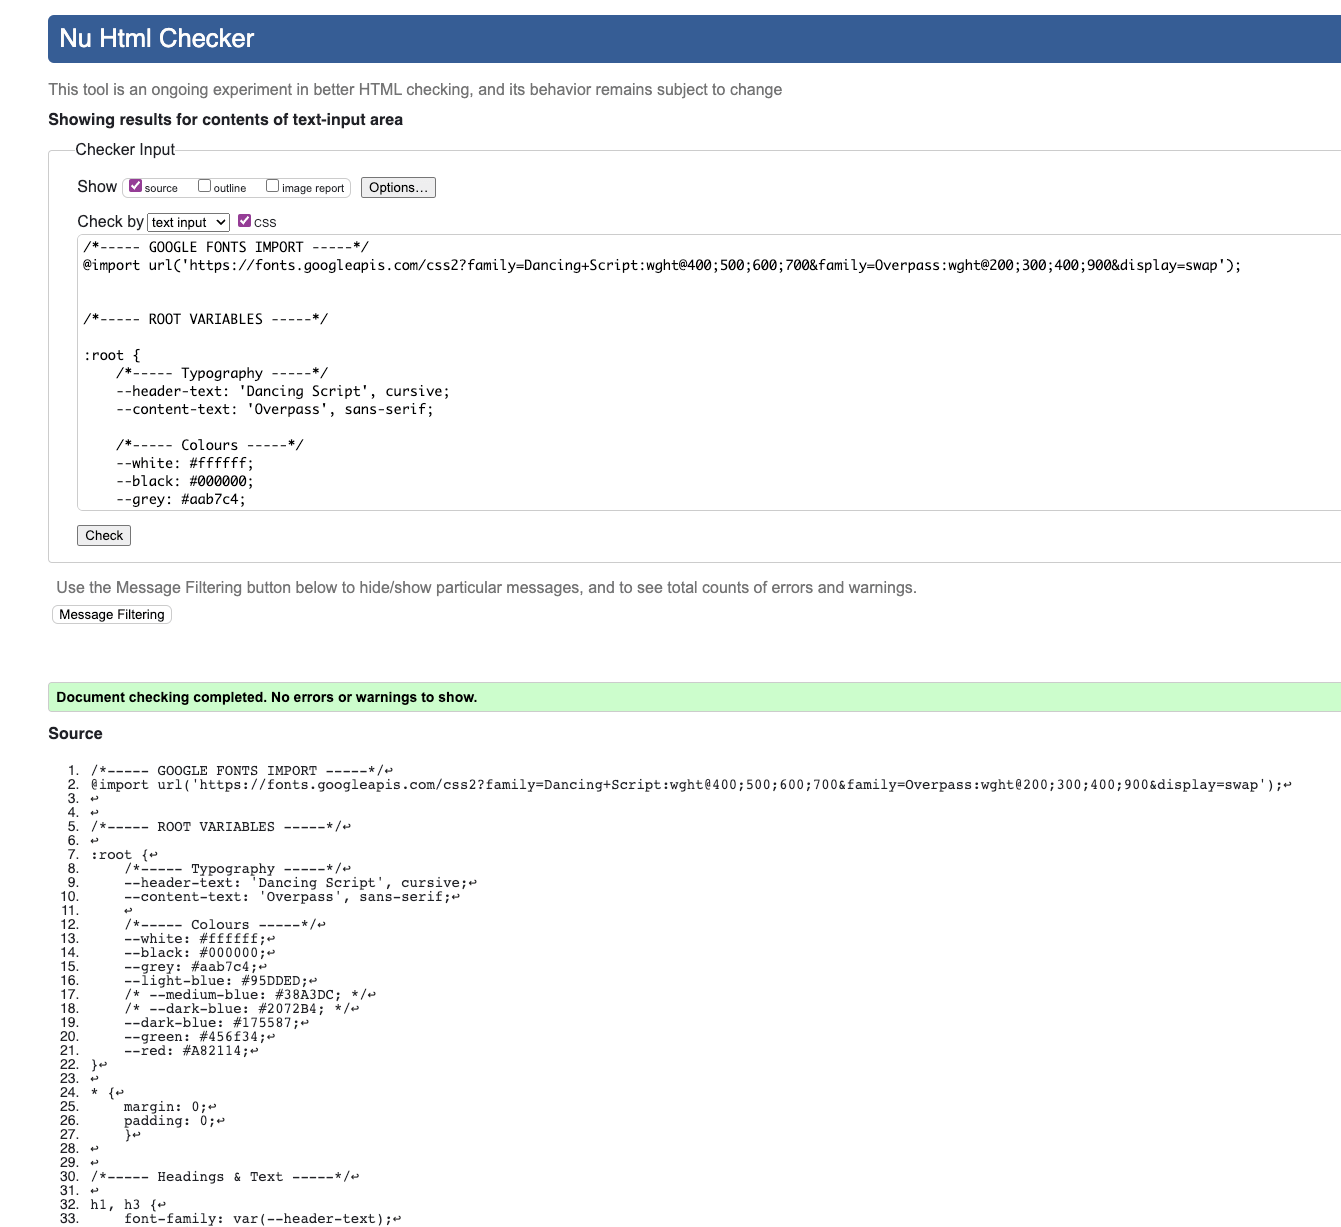 Nu Html Checker
This tool is an ongoing experiment in better HTML checking, and its behavior remains subject to change
Showing results for contents of text-input area
Checker Input
Show source outline image report Options...
Check by text input CSS
/*----- GOOGLE FONTS IMPORT -----*/
@import url('https://fonts.googleapis.com/css2?family=Dancing+Script:wght@400;500;600;700&family=Overpass:wght@200;300;400;900&display=swap');
/*----- ROOT VARIABLES -----*/
:root {
/*----- Typography -----*/
--header-text: 'Dancing Script', cursive;
--content-text: 'Overpass', sans-serif;
/*----- Colours -----*/
--white: #ffffff;
--black: #000000;
--grey: #aab7c4;
Check
Use the Message Filtering button below to hide/show particular messages, and to see total counts of errors and warnings.
Message Filtering
Document checking completed. No errors or warnings to show.
Source
1. /*----- GOOGLE FONTS IMPORT -----*/↩
2. @import url('https://fonts.googleapis.com/css2?family=Dancing+Script:wght@400;500;600;700&family=Overpass:wght@200;300;400;900&display=swap');↩
3. ↩
4. ↩
5. /*----- ROOT VARIABLES -----*/↩
6. ↩
7. :root {↩
8. /*----- Typography -----*/↩
9. --header-text: 'Dancing Script', cursive;↩
10. --content-text: 'Overpass', sans-serif;↩
11. ↩
12. /*----- Colours -----*/↩
13. --white: #ffffff;↩
14. --black: #000000;↩
15. --grey: #aab7c4;↩
16. --light-blue: #95DDED;↩
17. /* --medium-blue: #38A3DC; */↩
18. /* --dark-blue: #2072B4; */↩
19. --dark-blue: #175587;↩
20. --green: #456f34;↩
21. --red: #A82114;↩
22. }↩
23. ↩
24. * {↩
25. margin: 0;↩
26. padding: 0;↩
27. }↩
28. ↩
29. ↩
30. /*----- Headings & Text -----*/↩
31. ↩
32. h1, h3 {↩
33. font-family: var(--header-text);↩